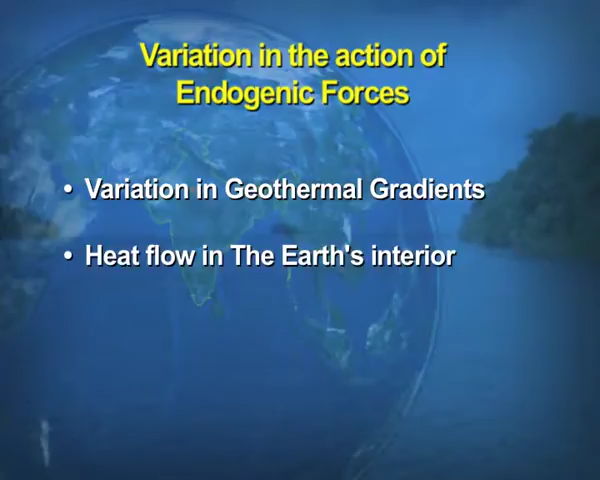 Variation in the action of
Endogenic Forces
• Variation in Geothermal Gradients
• Heat flow in The Earth's interior